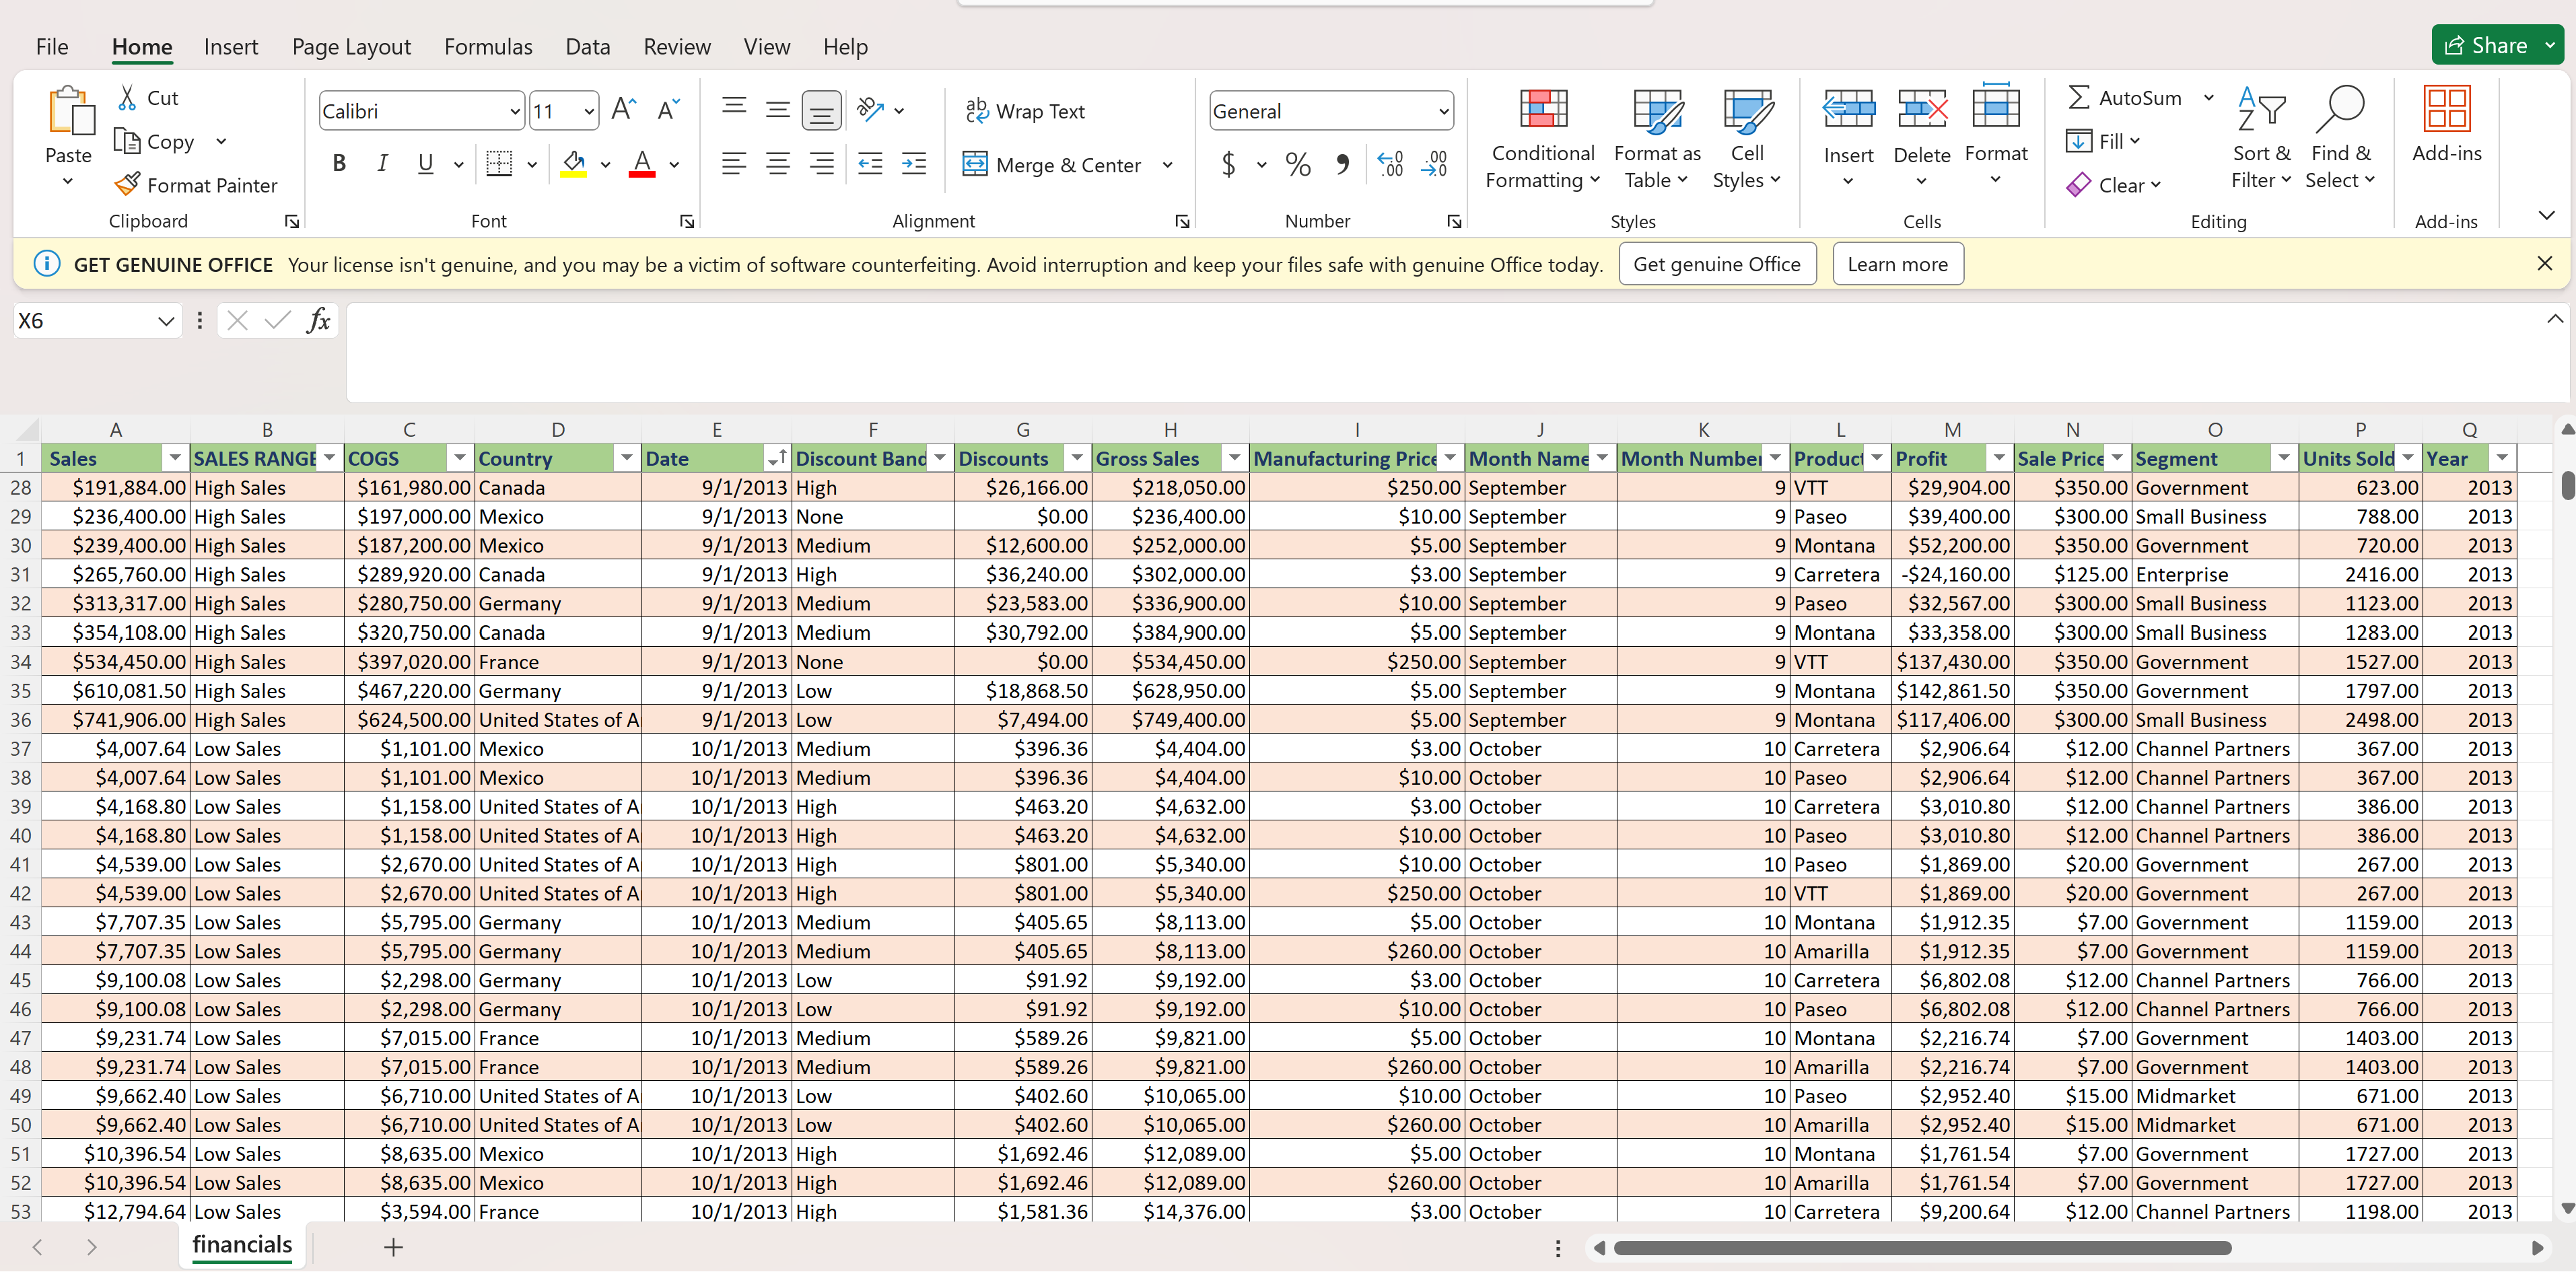 File Home Insert Page Layout Formulas Data Review View Help Share
Paste Cut Copy Format Painter Clipboard
Calibri 11 A A B I U A Font
ab Wrap Text Merge & Center Alignment
General $ % 9 .00 .00 Number
Conditional Formatting Format as Table Cell Styles Styles
Insert Delete Format Cells
AutoSum Fill Clear Sort & Filter Find & Select Editing
Add-ins Add-ins
GET GENUINE OFFICE Your license isn't genuine, and you may be a victim of software counterfeiting. Avoid interruption and keep your files safe with genuine Office today. Get genuine Office Learn more
X6 fx
A B C D E F G H I J K L M N O P Q
1 Sales SALES RANGE COGS Country Date Discount Band Discounts Gross Sales Manufacturing Price Month Name Month Number Product Profit Sale Price Segment Units Sold Year
28 $191,884.00 High Sales $161,980.00 Canada 9/1/2013 High $26,166.00 $218,050.00 $250.00 September 9 VTT $29,904.00 $350.00 Government 623.00 2013
29 $236,400.00 High Sales $197,000.00 Mexico 9/1/2013 None $0.00 $236,400.00 $10.00 September 9 Paseo $39,400.00 $300.00 Small Business 788.00 2013
30 $239,400.00 High Sales $187,200.00 Mexico 9/1/2013 Medium $12,600.00 $252,000.00 $5.00 September 9 Montana $52,200.00 $350.00 Government 720.00 2013
31 $265,760.00 High Sales $289,920.00 Canada 9/1/2013 High $36,240.00 $302,000.00 $3.00 September 9 Carretera -$24,160.00 $125.00 Enterprise 2416.00 2013
32 $313,317.00 High Sales $280,750.00 Germany 9/1/2013 Medium $23,583.00 $336,900.00 $10.00 September 9 Paseo $32,567.00 $300.00 Small Business 1123.00 2013
33 $354,108.00 High Sales $320,750.00 Canada 9/1/2013 Medium $30,792.00 $384,900.00 $5.00 September 9 Montana $33,358.00 $300.00 Small Business 1283.00 2013
34 $534,450.00 High Sales $397,020.00 France 9/1/2013 None $0.00 $534,450.00 $250.00 September 9 VTT $137,430.00 $350.00 Government 1527.00 2013
35 $610,081.50 High Sales $467,220.00 Germany 9/1/2013 Low $18,868.50 $628,950.00 $5.00 September 9 Montana $142,861.50 $350.00 Government 1797.00 2013
36 $741,906.00 High Sales $624,500.00 United States of A 9/1/2013 Low $7,494.00 $749,400.00 $5.00 September 9 Montana $117,406.00 $300.00 Small Business 2498.00 2013
37 $4,007.64 Low Sales $1,101.00 Mexico 10/1/2013 Medium $396.36 $4,404.00 $3.00 October 10 Carretera $2,906.64 $12.00 Channel Partners 367.00 2013
38 $4,007.64 Low Sales $1,101.00 Mexico 10/1/2013 Medium $396.36 $4,404.00 $10.00 October 10 Paseo $2,906.64 $12.00 Channel Partners 367.00 2013
39 $4,168.80 Low Sales $1,158.00 United States of A 10/1/2013 High $463.20 $4,632.00 $3.00 October 10 Carretera $3,010.80 $12.00 Channel Partners 386.00 2013
40 $4,168.80 Low Sales $1,158.00 United States of A 10/1/2013 High $463.20 $4,632.00 $10.00 October 10 Paseo $3,010.80 $12.00 Channel Partners 386.00 2013
41 $4,539.00 Low Sales $2,670.00 United States of A 10/1/2013 High $801.00 $5,340.00 $10.00 October 10 Paseo $1,869.00 $20.00 Government 267.00 2013
42 $4,539.00 Low Sales $2,670.00 United States of A 10/1/2013 High $801.00 $5,340.00 $250.00 October 10 VTT $1,869.00 $20.00 Government 267.00 2013
43 $7,707.35 Low Sales $5,795.00 Germany 10/1/2013 Medium $405.65 $8,113.00 $5.00 October 10 Montana $1,912.35 $7.00 Government 1159.00 2013
44 $7,707.35 Low Sales $5,795.00 Germany 10/1/2013 Medium $405.65 $8,113.00 $260.00 October 10 Amarilla $1,912.35 $7.00 Government 1159.00 2013
45 $9,100.08 Low Sales $2,298.00 Germany 10/1/2013 Low $91.92 $9,192.00 $3.00 October 10 Carretera $6,802.08 $12.00 Channel Partners 766.00 2013
46 $9,100.08 Low Sales $2,298.00 Germany 10/1/2013 Low $91.92 $9,192.00 $10.00 October 10 Paseo $6,802.08 $12.00 Channel Partners 766.00 2013
47 $9,231.74 Low Sales $7,015.00 France 10/1/2013 Medium $589.26 $9,821.00 $5.00 October 10 Montana $2,216.74 $7.00 Government 1403.00 2013
48 $9,231.74 Low Sales $7,015.00 France 10/1/2013 Medium $589.26 $9,821.00 $260.00 October 10 Amarilla $2,216.74 $7.00 Government 1403.00 2013
49 $9,662.40 Low Sales $6,710.00 United States of A 10/1/2013 Low $402.60 $10,065.00 $10.00 October 10 Paseo $2,952.40 $15.00 Midmarket 671.00 2013
50 $9,662.40 Low Sales $6,710.00 United States of A 10/1/2013 Low $402.60 $10,065.00 $260.00 October 10 Amarilla $2,952.40 $15.00 Midmarket 671.00 2013
51 $10,396.54 Low Sales $8,635.00 Mexico 10/1/2013 High $1,692.46 $12,089.00 $5.00 October 10 Montana $1,761.54 $7.00 Government 1727.00 2013
52 $10,396.54 Low Sales $8,635.00 Mexico 10/1/2013 High $1,692.46 $12,089.00 $260.00 October 10 Amarilla $1,761.54 $7.00 Government 1727.00 2013
53 $12,794.64 Low Sales $3,594.00 France 10/1/2013 High $1,581.36 $14,376.00 $3.00 October 10 Carretera $9,200.64 $12.00 Channel Partners 1198.00 2013
financials